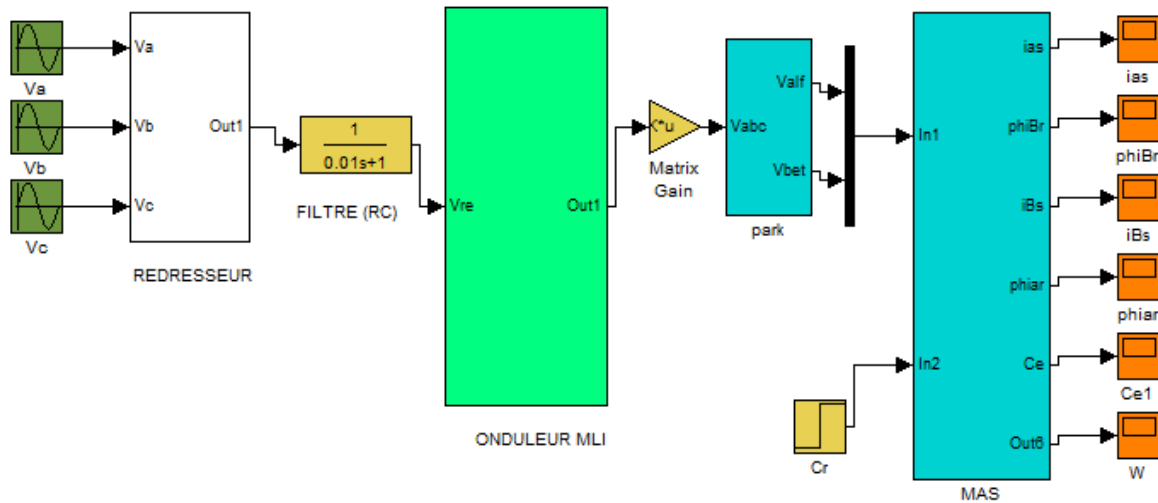 Va
Va
Vb
Vb
Vc
Vc
Out1
REDRESSEUR
1
0.01s+1
FILTRE (RC)
Vre
Out1
ONDULEUR MLI
K*u
Matrix
Gain
Vabc
Valf
Vbet
park
In1
In2
Cr
ias
phiBr
iBs
phiar
Ce
Out6
MAS
ias
phiBr
iBs
phiar
Ce1
W